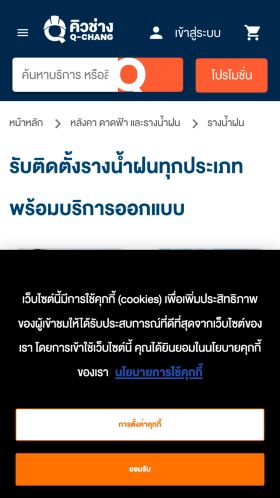 คิวช่าง
Q-CHANG
เข้าสู่ระบบ
ค้นหาบริการ หรือสิ
โปรโมชั่น
หน้าหลัก > หลังคา ดาดฟ้า และรางน้ำฝน > รางน้ำฝน
รับติดตั้งรางน้ำฝนทุกประเภท
พร้อมบริการออกแบบ
เว็บไซต์นี้มีการใช้คุกกี้ (cookies) เพื่อเพิ่มประสิทธิภาพ
ของผู้เข้าชมให้ได้รับประสบการณ์ที่ดีที่สุดจากเว็บไซต์ของ
เรา โดยการเข้าใช้เว็บไซต์นี้ คุณได้ยินยอมในนโยบายคุกกี้
ของเรา นโยบายการใช้คุกกี้
การตั้งค่าคุกกี้
ยอมรับ